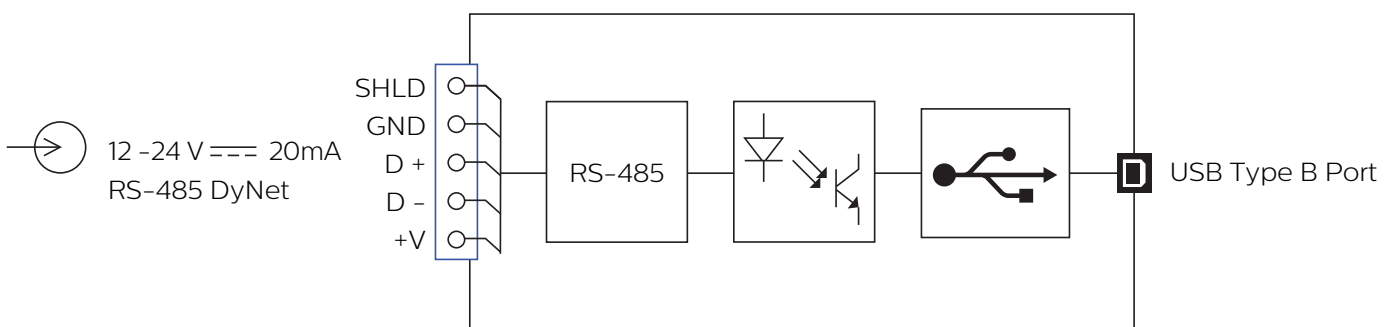 SHLD
GND
12 -24 V ⎓ 20mA
D +
RS-485
USB Type B Port
RS-485 DyNet
D -
+V